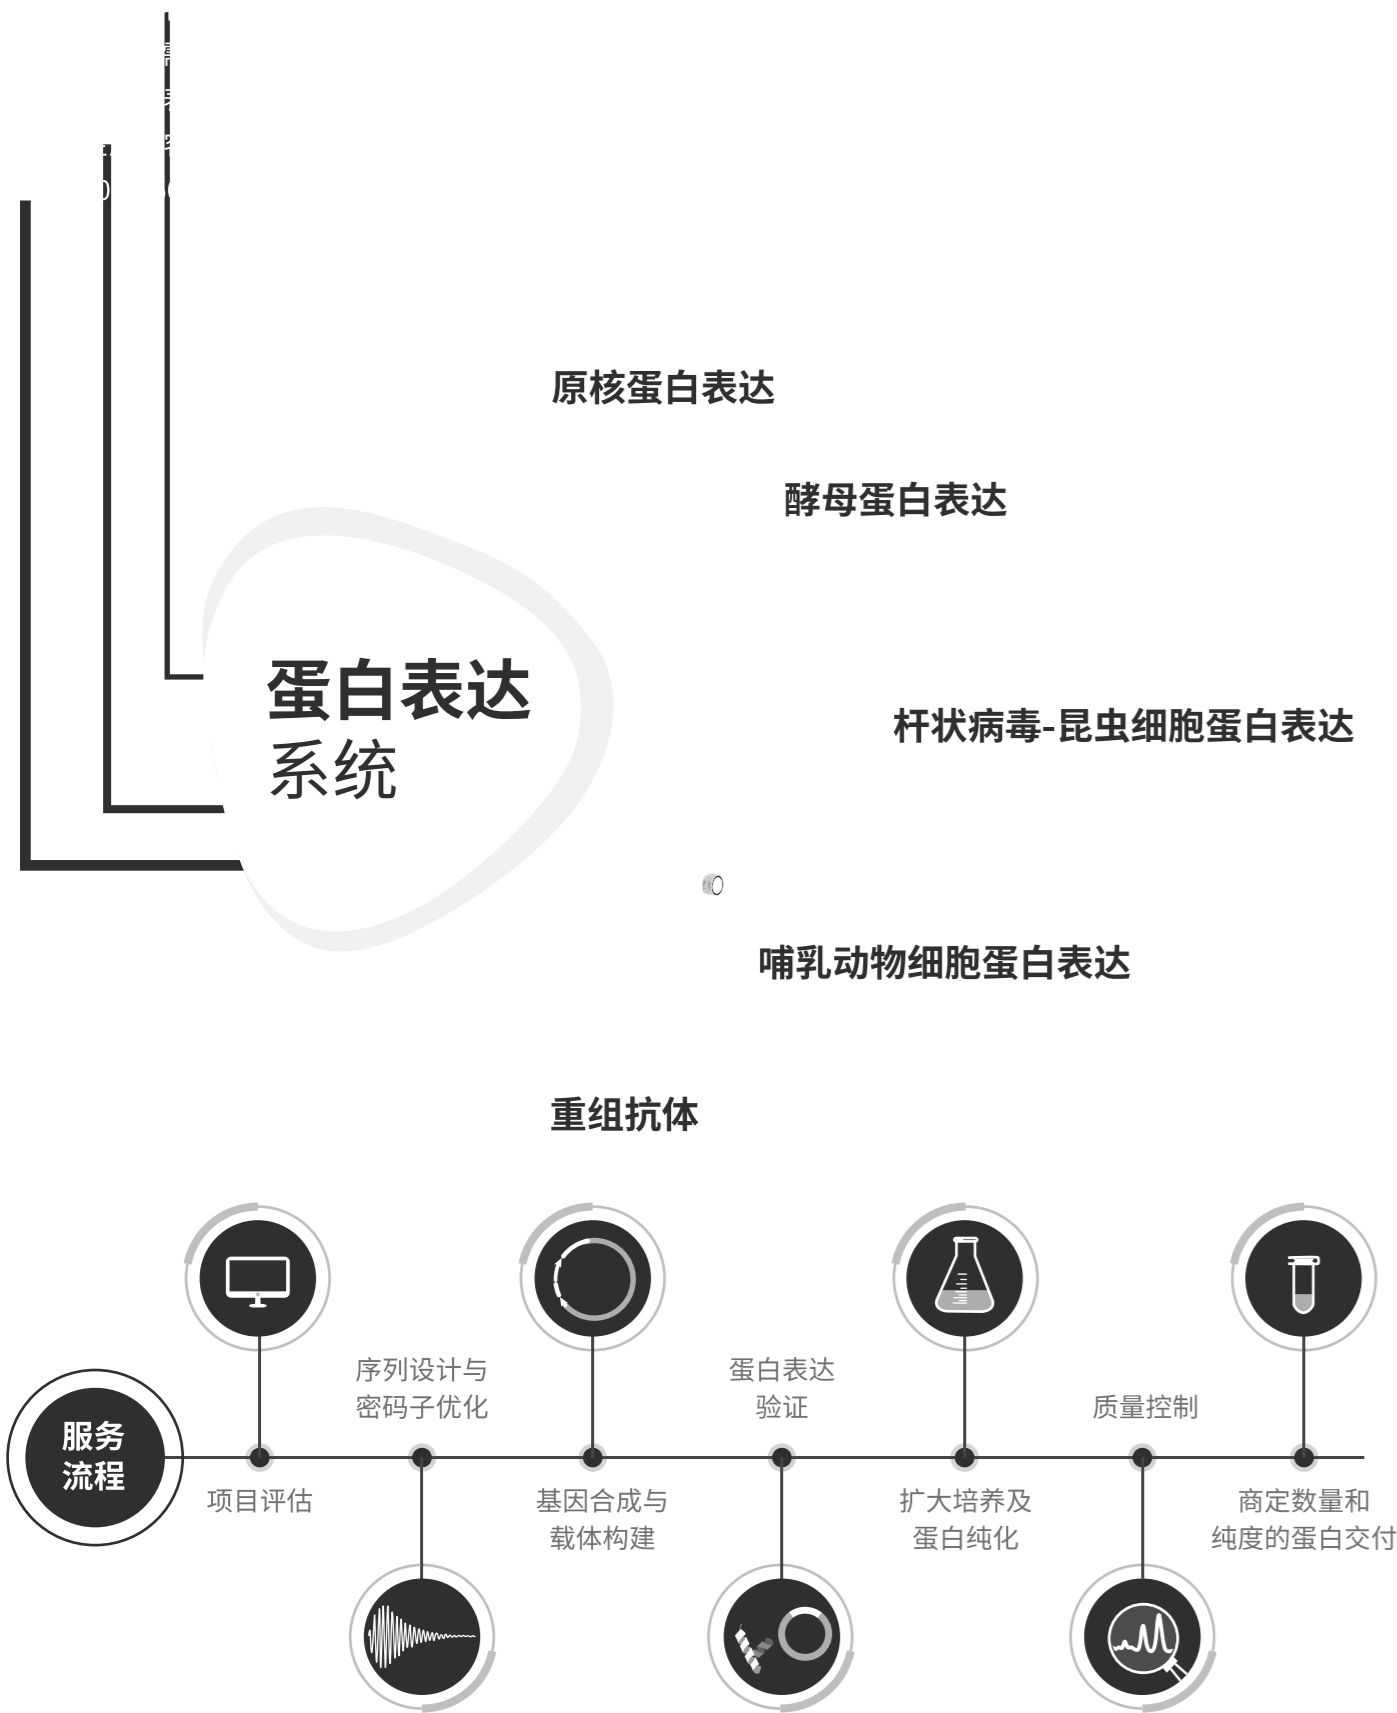 原核蛋白表达
酵母蛋白表达
蛋白表达
系统
杆状病毒-昆虫细胞蛋白表达
哺乳动物细胞蛋白表达
重组抗体
服务
流程
项目评估
序列设计与
密码子优化
基因合成与
载体构建
蛋白表达
验证
扩大培养及
蛋白纯化
质量控制
商定数量和
纯度的蛋白交付